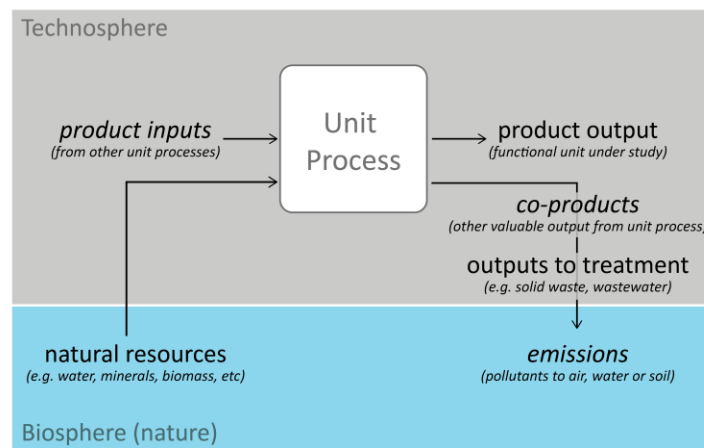 Technosphere
Unit
Process
product inputs
(from other unit processes)
product output
(functional unit under study)
co-products
(other valuable output from unit process)
outputs to treatment
(e.g. solid waste, wastewater)
natural resources
(e.g. water, minerals, biomass, etc)
emissions
(pollutants to air, water or soil)
Biosphere (nature)